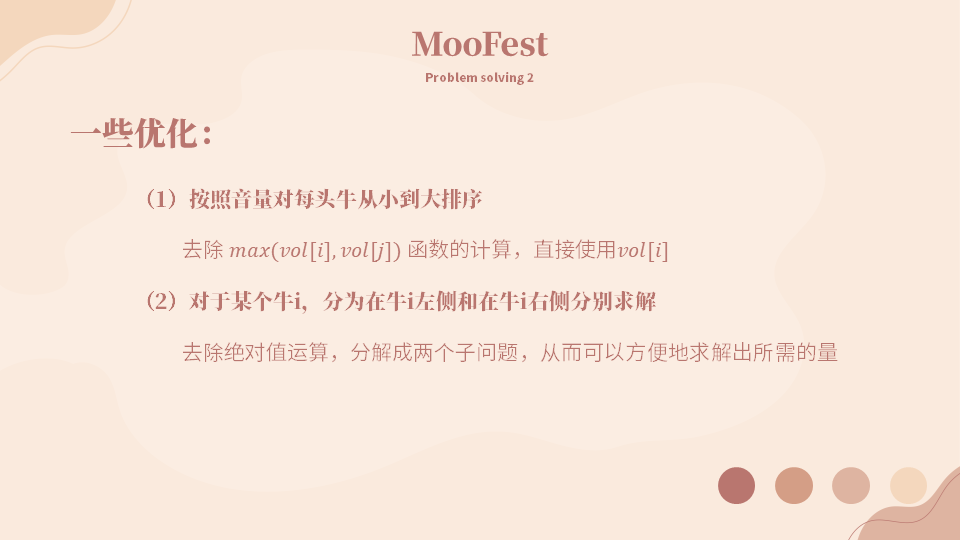 MooFest
Problem solving 2
一些优化：
（1）按照音量对每头牛从小到大排序
去除 max(vol[i], vol[j]) 函数的计算，直接使用vol[i]
（2）对于某个牛i，分为在牛i左侧和在牛i右侧分别求解
去除绝对值运算，分解成两个子问题，从而可以方便地求解出所需的量